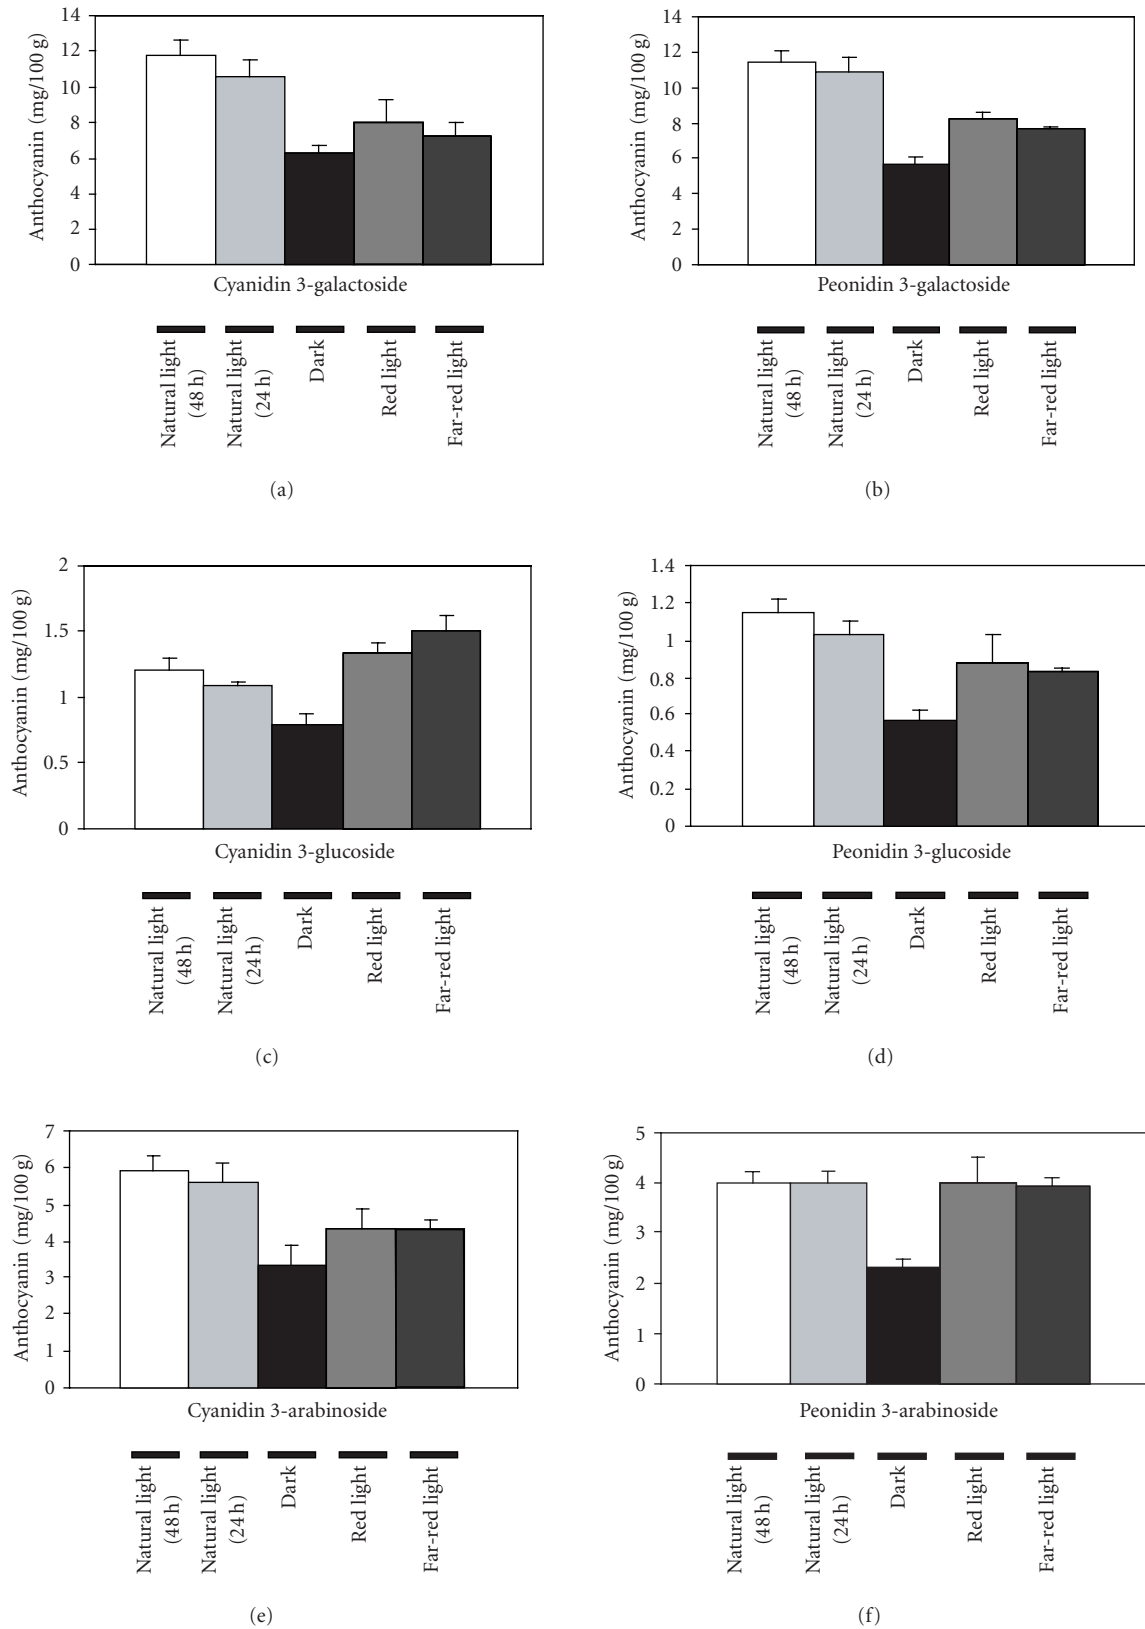 Anthocyanin (mg/100 g)
14
12
10
8
6
4
2
0
Cyanidin 3-galactoside
Natural light
(48 h)
Natural light
(24 h)
Dark
Red light
Far-red light
(a)
Anthocyanin (mg/100 g)
14
12
10
8
6
4
2
0
Peonidin 3-galactoside
Natural light
(48 h)
Natural light
(24 h)
Dark
Red light
Far-red light
(b)
Anthocyanin (mg/100 g)
2
1.5
1
0.5
0
Cyanidin 3-glucoside
Natural light
(48 h)
Natural light
(24 h)
Dark
Red light
Far-red light
(c)
Anthocyanin (mg/100 g)
1.4
1.2
1
0.8
0.6
0.4
0.2
0
Peonidin 3-glucoside
Natural light
(48 h)
Natural light
(24 h)
Dark
Red light
Far-red light
(d)
Anthocyanin (mg/100 g)
7
6
5
4
3
2
1
0
Cyanidin 3-arabinoside
Natural light
(48 h)
Natural light
(24 h)
Dark
Red light
Far-red light
(e)
Anthocyanin (mg/100 g)
5
4
3
2
1
0
Peonidin 3-arabinoside
Natural light
(48 h)
Natural light
(24 h)
Dark
Red light
Far-red light
(f)